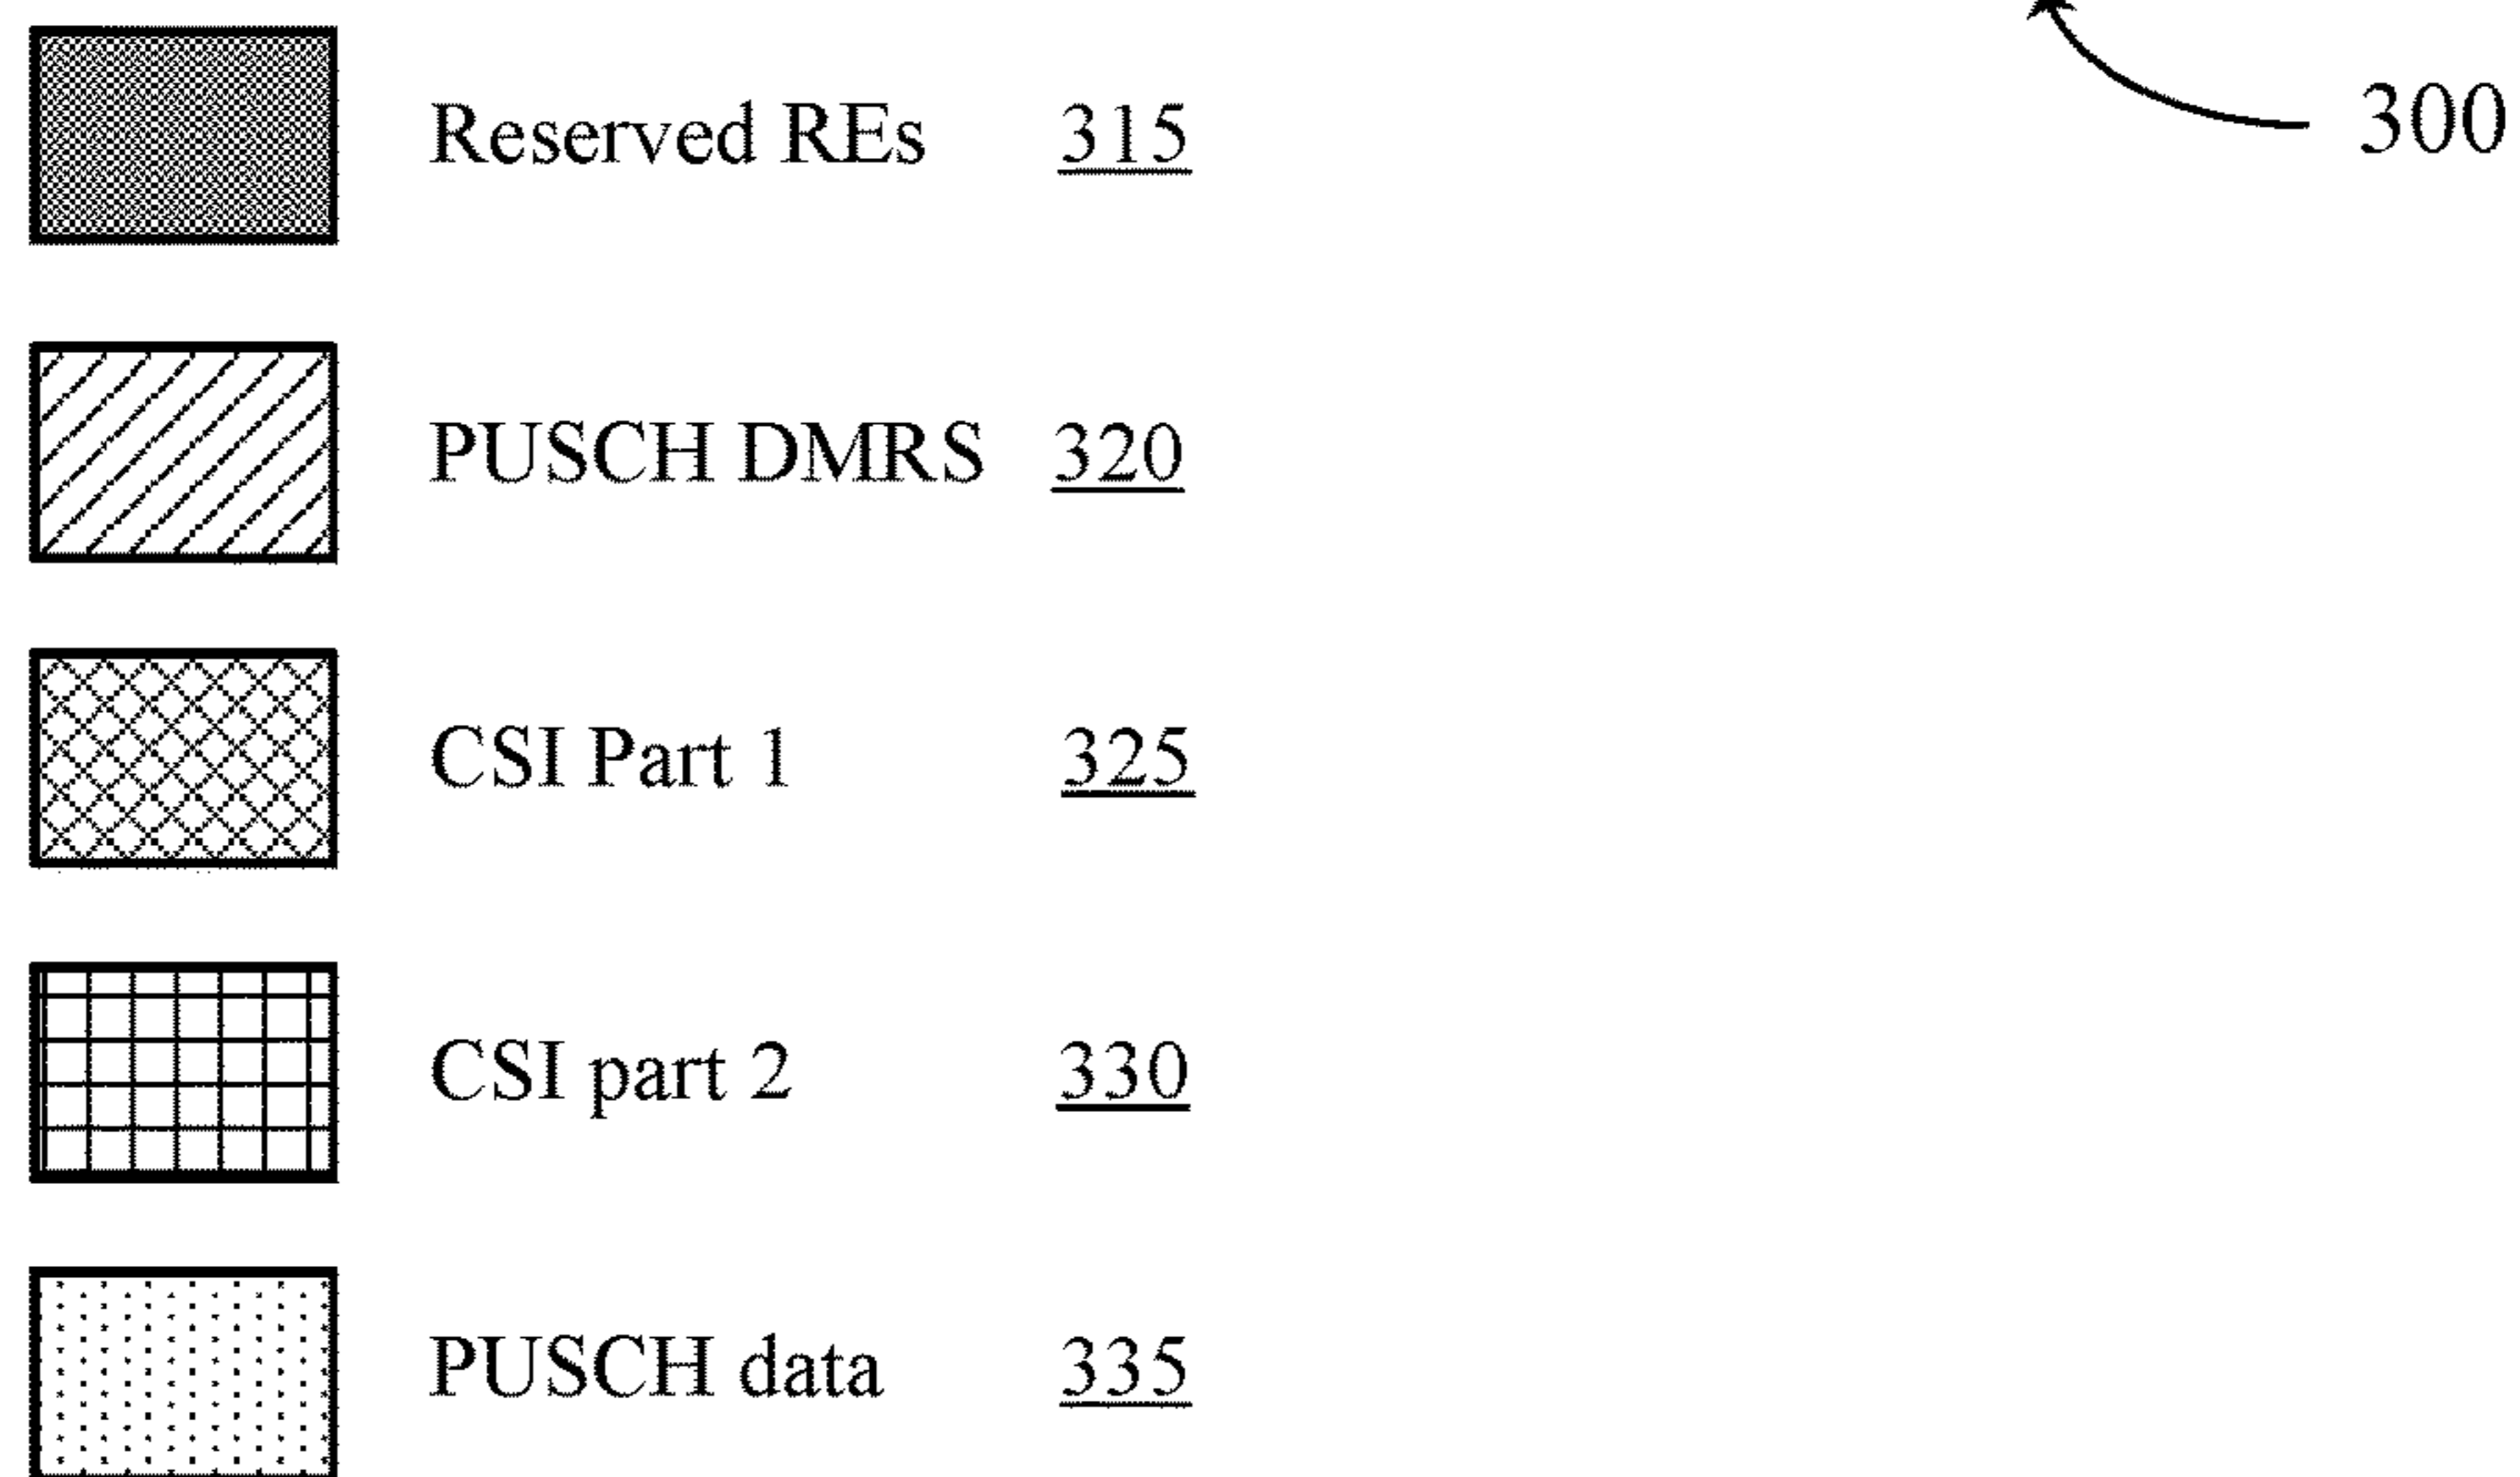 Reserved REs 315
300
PUSCH DMRS 320
CSI Part 1 325
CSI part 2 330
PUSCH data 335